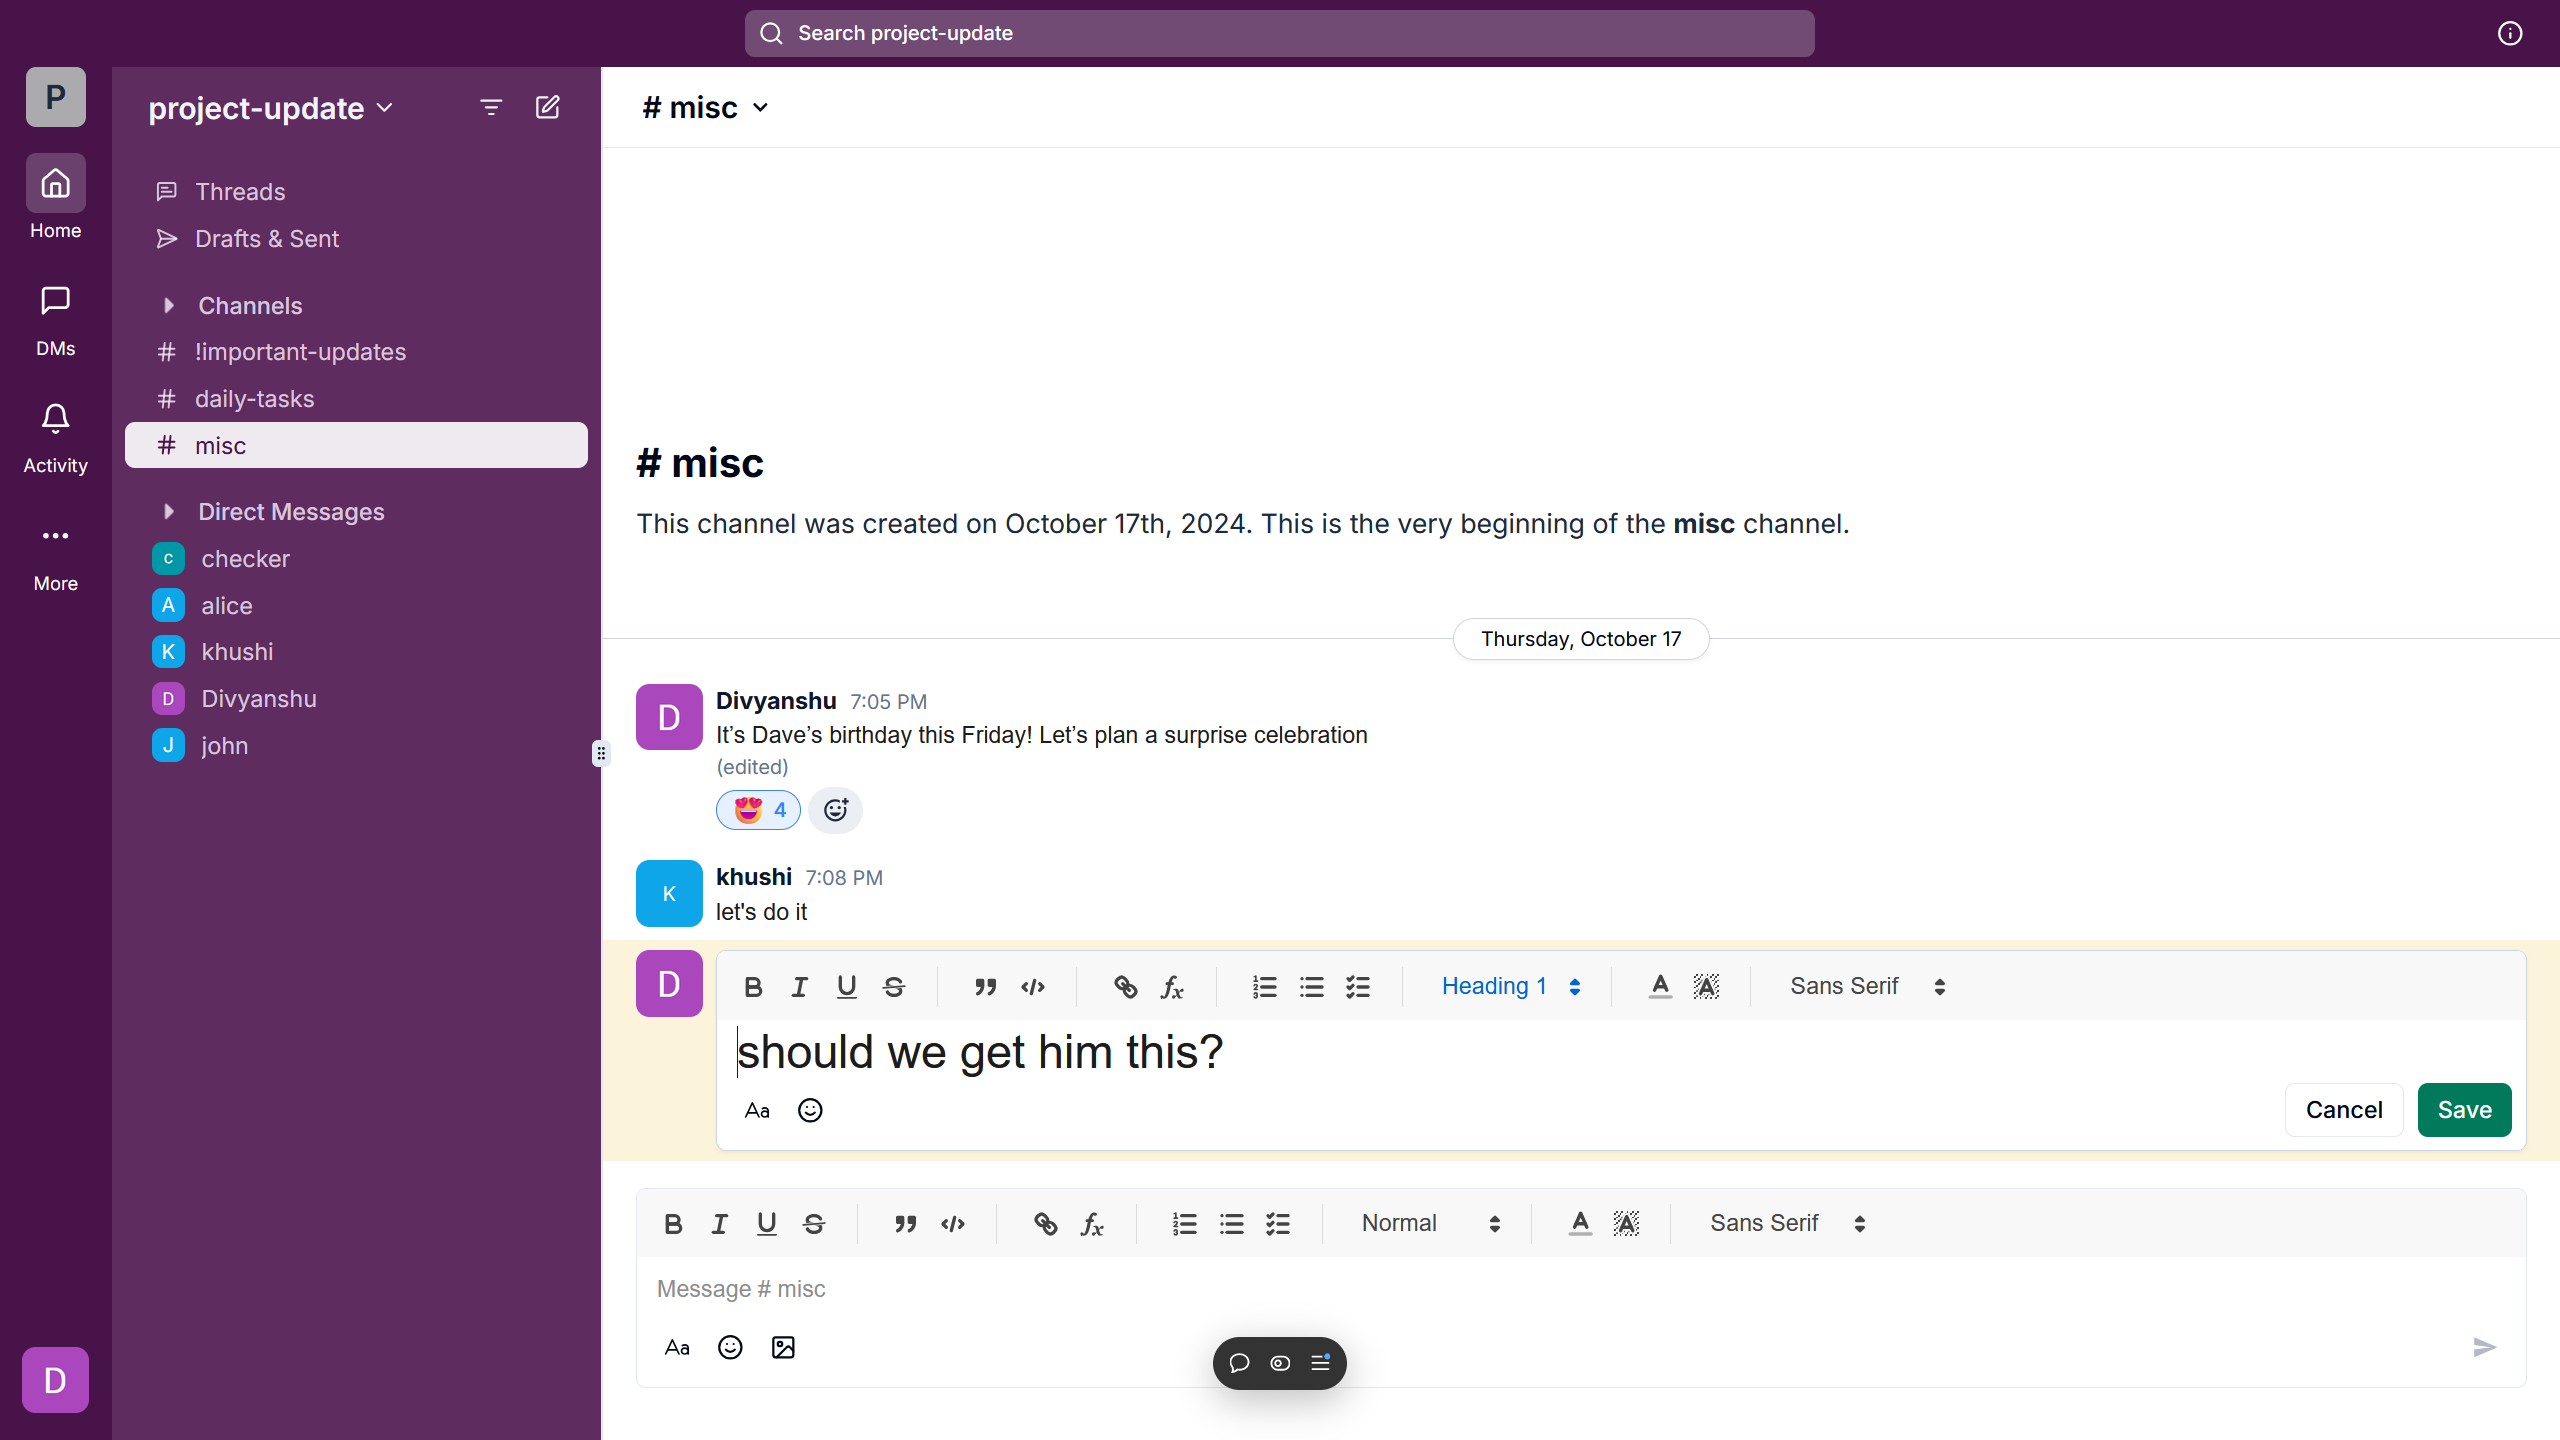 Search project-update
P
project-update
Home
Threads
Drafts & Sent
DMs
Channels
# !important-updates
# daily-tasks
Activity
# misc
Direct Messages
More
c checker
A alice
K khushi
D Divyanshu
J john
D
# misc
# misc
This channel was created on October 17th, 2024. This is the very beginning of the misc channel.
Thursday, October 17
D
Divyanshu 7:05 PM
It’s Dave’s birthday this Friday! Let’s plan a surprise celebration
(edited)
4
K
khushi 7:08 PM
let's do it
D
B I U S Heading 1 A A Sans Serif
should we get him this?
Aa
Cancel Save
B I U S Normal A A Sans Serif
Message # misc
Aa